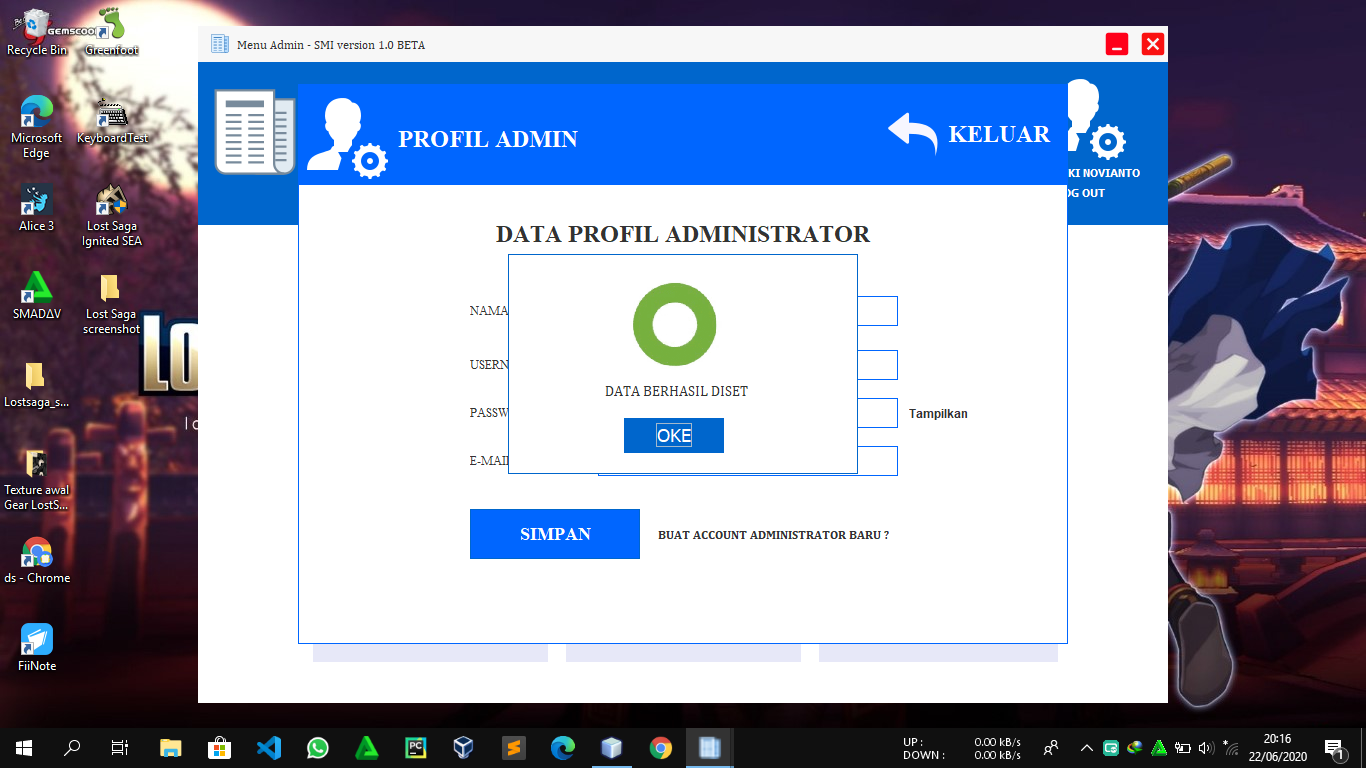 Recycle Bin
GEMSCOOL
Greenfoot
Microsoft
Edge
KeyboardTest
Alice 3
Lost Saga
Ignited SEA
SMADΔV
Lost Saga
screenshot
Lostsaga_s...
Texture awal
Gear LostS...
ds - Chrome
FiiNote
LO
Menu Admin - SMI version 1.0 BETA
PROFIL ADMIN
KELUAR
KI NOVIANTO
OG OUT
DATA PROFIL ADMINISTRATOR
NAMA
USERN
PASSW
Tampilkan
E-MAI
DATA BERHASIL DISET
OKE
SIMPAN
BUAT ACCOUNT ADMINISTRATOR BARU ?
UP : 0.00 kB/s
DOWN : 0.00 kB/s
20:16
22/06/2020
1